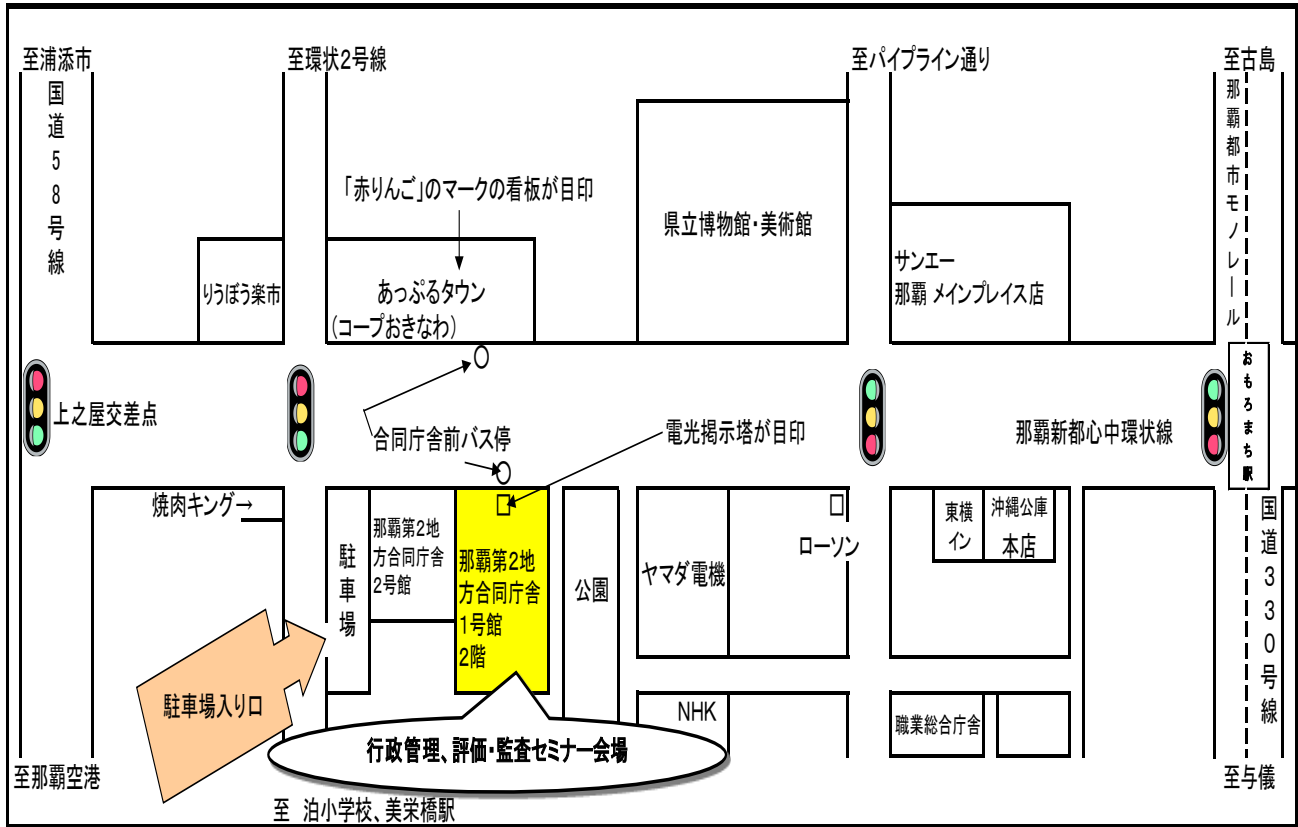 至浦添市
至環状2号線
至パイプライン通り
至古島
国道58号線
那覇都市モノレール
「赤りんご」のマークの看板が目印
県立博物館・美術館
りうぼう楽市
あっぷるタウン
（コープおきなわ）
サンエー
那覇 メインプレイス店
おもろまち駅
上之屋交差点
合同庁舎前バス停
電光掲示塔が目印
那覇新都心中環状線
焼肉キング→
駐車場
那覇第2地
方合同庁舎
2号館
那覇第2地
方合同庁舎
1号館
2階
公園
ヤマダ電機
ローソン
東横
イン
沖縄公庫
本店
国道330号線
駐車場入り口
NHK
職業総合庁舎
行政管理、評価・監査セミナー会場
至那覇空港
至 泊小学校、美栄橋駅
至与儀